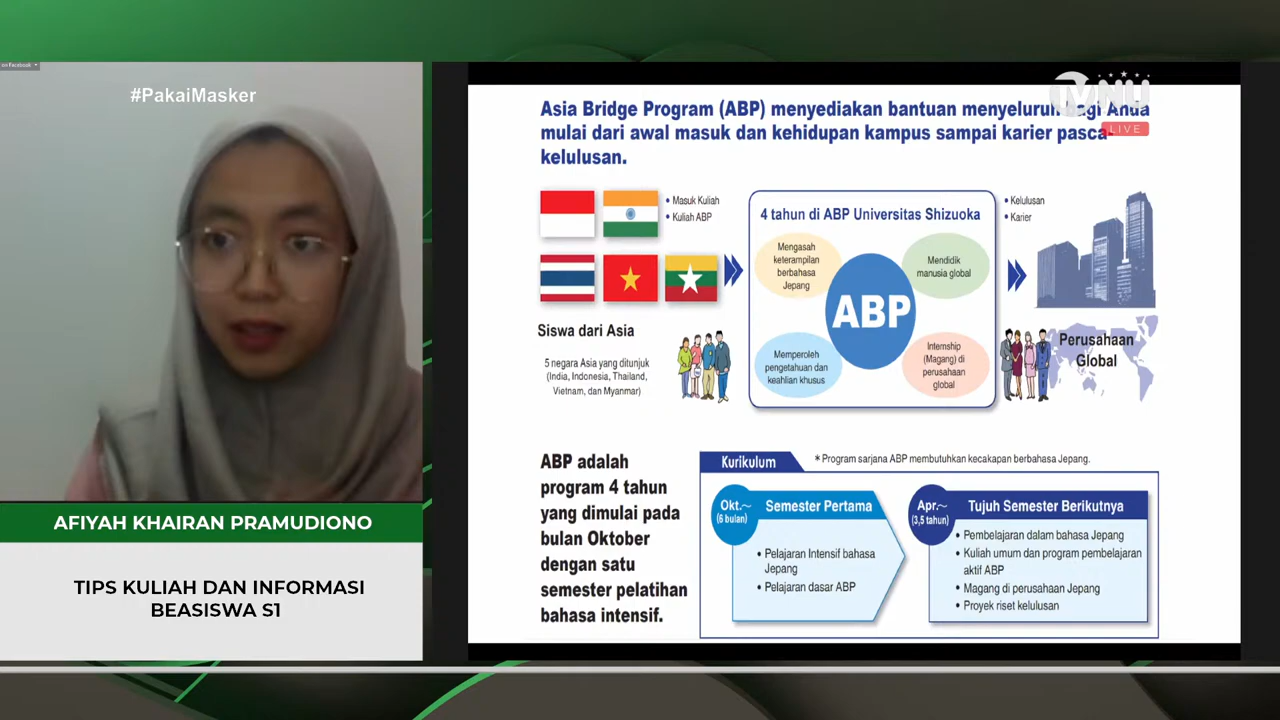 on Facebook
#PakaiMasker
TVNU
LIVE
Asia Bridge Program (ABP) menyediakan bantuan menyeluruh bagi Anda
mulai dari awal masuk dan kehidupan kampus sampai karier pasca-
kelulusan.
• Masuk Kuliah
• Kuliah ABP
4 tahun di ABP Universitas Shizuoka
• Kelulusan
• Karier
Mengasah
keterampilan
berbahasa
Jepang
Mendidik
manusia global
ABP
Memperoleh
pengetahuan dan
keahlian khusus
Internship
(Magang) di
perusahaan
global
Siswa dari Asia
5 negara Asia yang ditunjuk
(India, Indonesia, Thailand,
Vietnam, dan Myanmar)
Perusahaan
Global
ABP adalah
program 4 tahun
yang dimulai pada
bulan Oktober
dengan satu
semester pelatihan
bahasa intensif.
Kurikulum
*Program sarjana ABP membutuhkan kecakapan berbahasa Jepang.
Okt.~
(6 bulan)
Semester Pertama
• Pelajaran Intensif bahasa
Jepang
• Pelajaran dasar ABP
Apr.~
(3,5 tahun)
Tujuh Semester Berikutnya
• Pembelajaran dalam bahasa Jepang
• Kuliah umum dan program pembelajaran
aktif ABP
• Magang di perusahaan Jepang
• Proyek riset kelulusan
AFIYAH KHAIRAN PRAMUDIONO
TIPS KULIAH DAN INFORMASI
BEASISWA S1